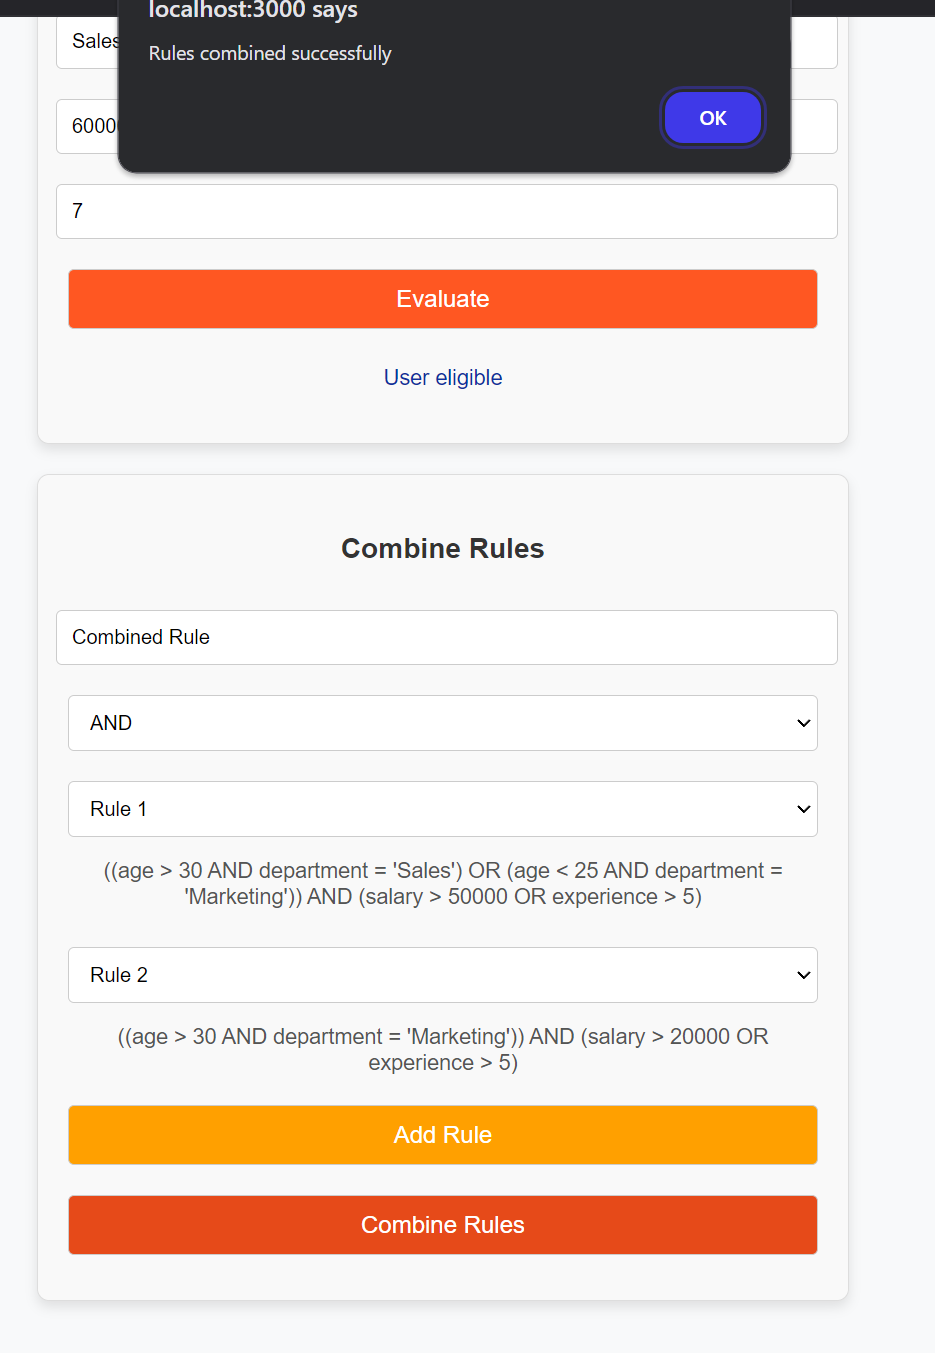 localhost:3000 says
Rules combined successfully
OK
Sales
6000
7
Evaluate
User eligible
Combine Rules
Combined Rule
AND
Rule 1
((age > 30 AND department = 'Sales') OR (age < 25 AND department =
'Marketing')) AND (salary > 50000 OR experience > 5)
Rule 2
((age > 30 AND department = 'Marketing')) AND (salary > 20000 OR
experience > 5)
Add Rule
Combine Rules